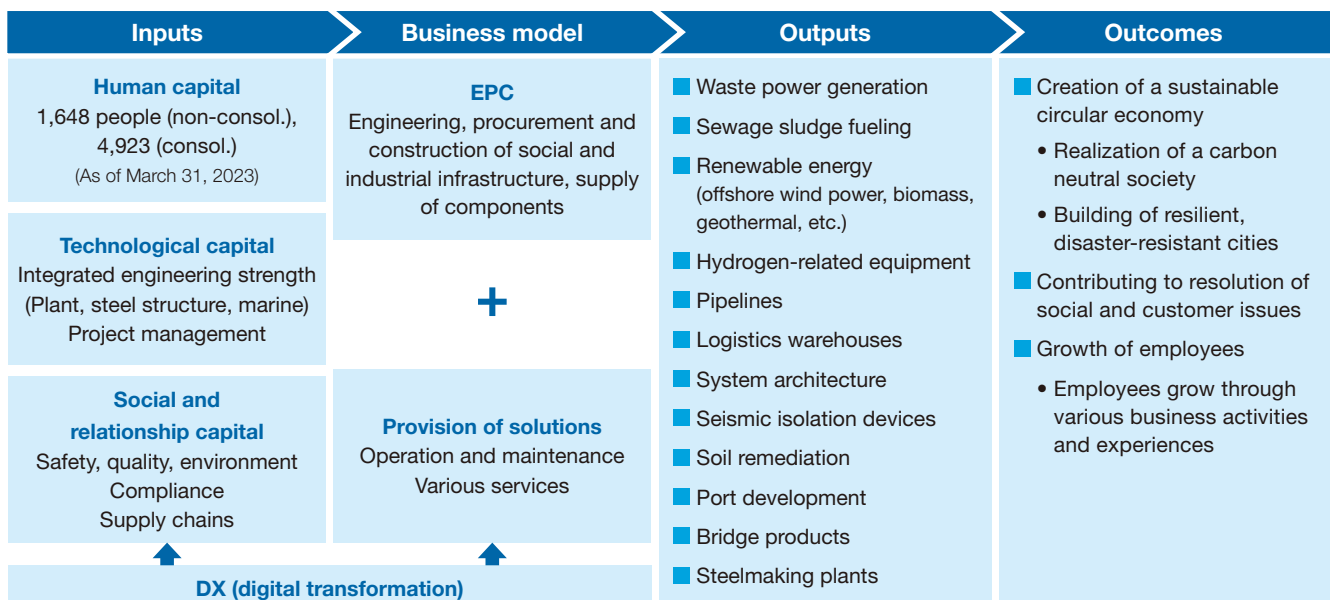 Inputs
Business model
Outputs
Outcomes
Human capital
1,648 people (non-consol.),
4,923 (consol.)
(As of March 31, 2023)
Technological capital
Integrated engineering strength
(Plant, steel structure, marine)
Project management
Social and
relationship capital
Safety, quality, environment
Compliance
Supply chains
EPC
Engineering, procurement and
construction of social and
industrial infrastructure, supply
of components
+
Provision of solutions
Operation and maintenance
Various services
DX (digital transformation)
Waste power generation
Sewage sludge fueling
Renewable energy
(offshore wind power, biomass,
geothermal, etc.)
Hydrogen-related equipment
Pipelines
Logistics warehouses
System architecture
Seismic isolation devices
Soil remediation
Port development
Bridge products
Steelmaking plants
Creation of a sustainable
circular economy
• Realization of a carbon
neutral society
• Building of resilient,
disaster-resistant cities
Contributing to resolution of
social and customer issues
Growth of employees
• Employees grow through
various business activities
and experiences